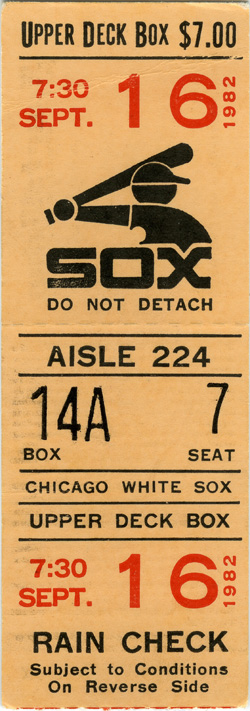 UPPER DECK BOX $7.00
7:30
SEPT. 16 1982
SOX
DO NOT DETACH
AISLE 224
14A 7
BOX SEAT
CHICAGO WHITE SOX
UPPER DECK BOX
7:30
SEPT. 16 1982
RAIN CHECK
Subject to Conditions
On Reverse Side